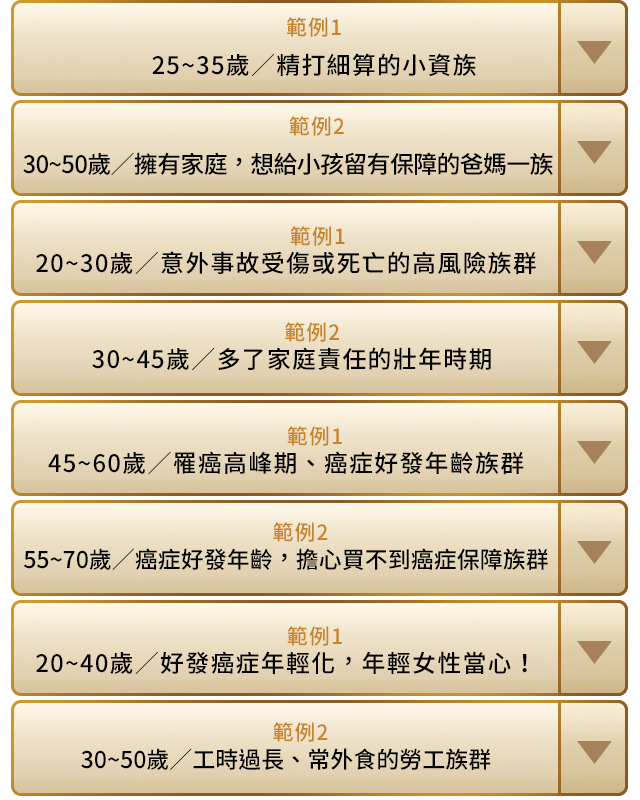 範例1
25~35歲／精打細算的小資族
範例2
30~50歲／擁有家庭，想給小孩留有保障的爸媽一族
範例1
20~30歲／意外事故受傷或死亡的高風險族群
範例2
30~45歲／多了家庭責任的壯年時期
範例1
45~60歲／罹癌高峰期、癌症好發年齡族群
範例2
55~70歲／癌症好發年齡，擔心買不到癌症保障族群
範例1
20~40歲／好發癌症年輕化，年輕女性當心！
範例2
30~50歲／工時過長、常外食的勞工族群